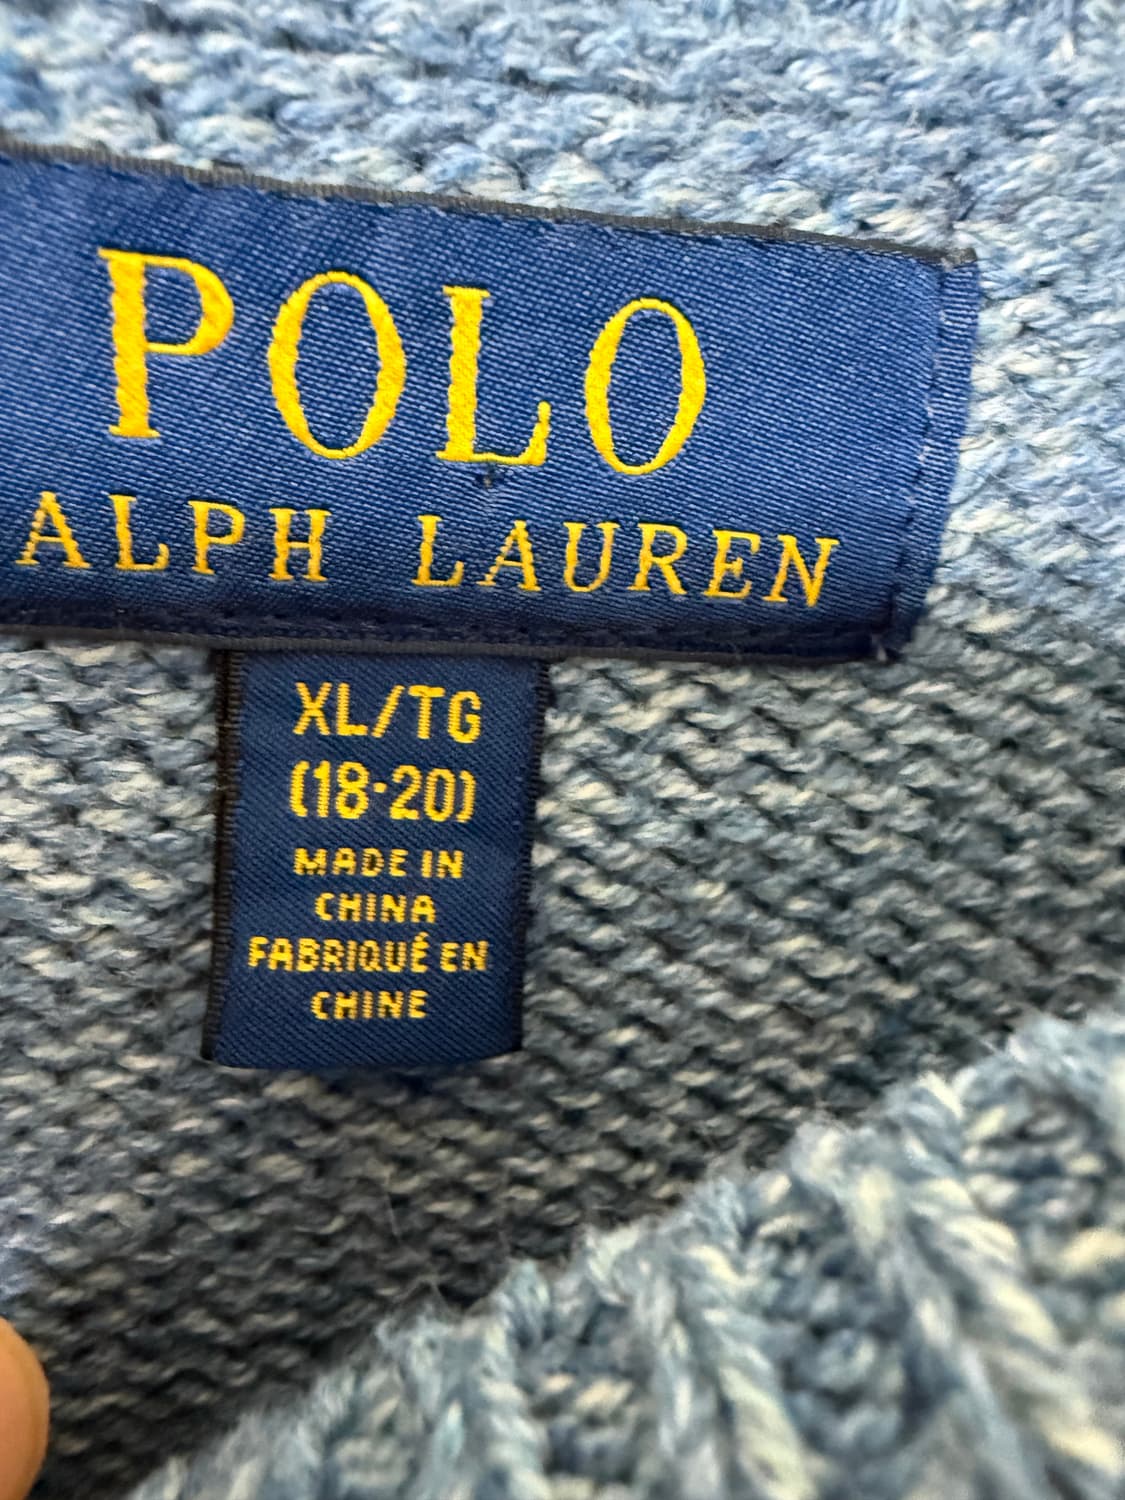 POLO
ALPH LAUREN
XL/TG
(18-20)
MADE IN
CHINA
FABRIQUÉ EN
CHINE